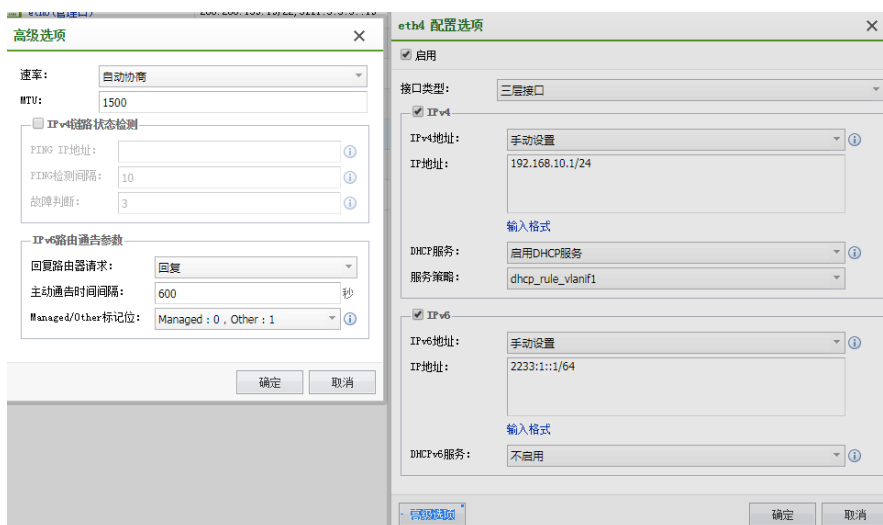 高级选项
速率：
自动协商
MTU：
1500
IPv4链路状态检测
PING IP地址：
PING检测间隔：
10
故障判断：
3
IPv6路由通告参数
回复路由器请求：
回复
主动通告时间间隔：
600
秒
Managed/Other标记位：
Managed：0，Other：1
确定
取消
eth4 配置选项
启用
接口类型：
三层接口
IPv4
IPv4地址：
手动设置
IP地址：
192.168.10.1/24
输入格式
DHCP服务：
启用DHCP服务
服务策略：
dhcp_rule_vlanif1
IPv6
IPv6地址：
手动设置
IP地址：
2233:1::1/64
输入格式
DHCPv6服务：
不启用
高级选项
确定
取消